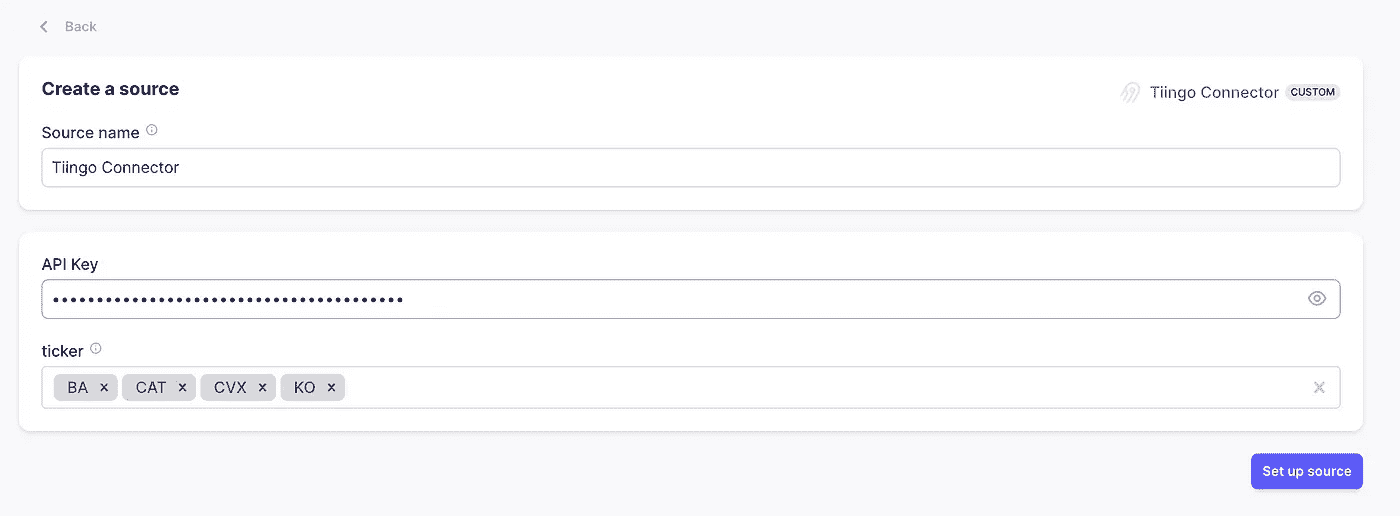 Back
Create a source
Tiingo Connector CUSTOM
Source name
Tiingo Connector
API Key
••••••••••••••••••••••••••••••••••••••••
ticker
BA × CAT × CVX × KO ×
Set up source